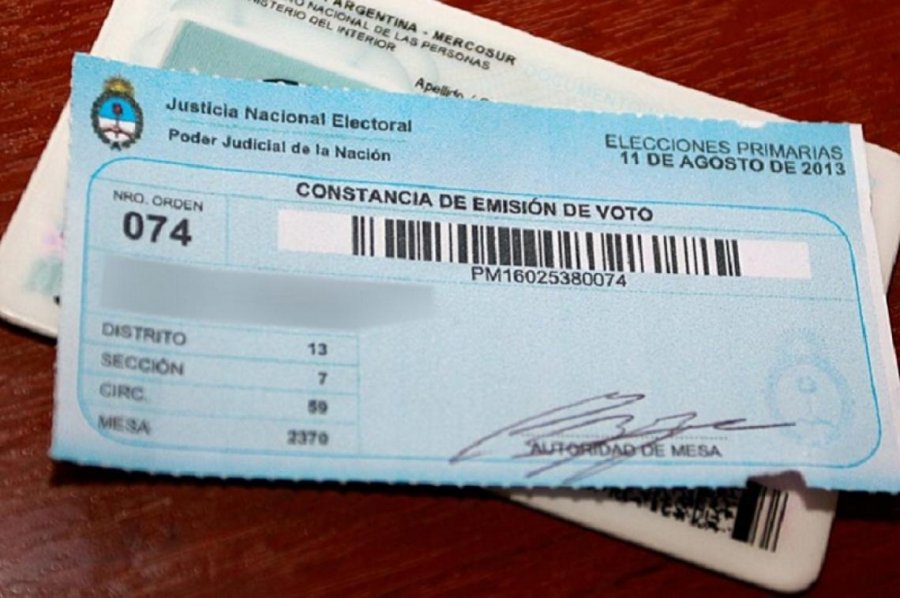 ARGENTINA - MERCOSUR
NACIONAL DE LAS PERSONAS
MINISTERIO DEL INTERIOR
Apellido
Justicia Nacional Electoral
Poder Judicial de la Nación
ELECCIONES PRIMARIAS
11 DE AGOSTO DE 2013
CONSTANCIA DE EMISIÓN DE VOTO
NRO. ORDEN
074
PM16025380074
DISTRITO 13
SECCIÓN 7
CIRC. 59
MESA 2370
AUTORIDAD DE MESA